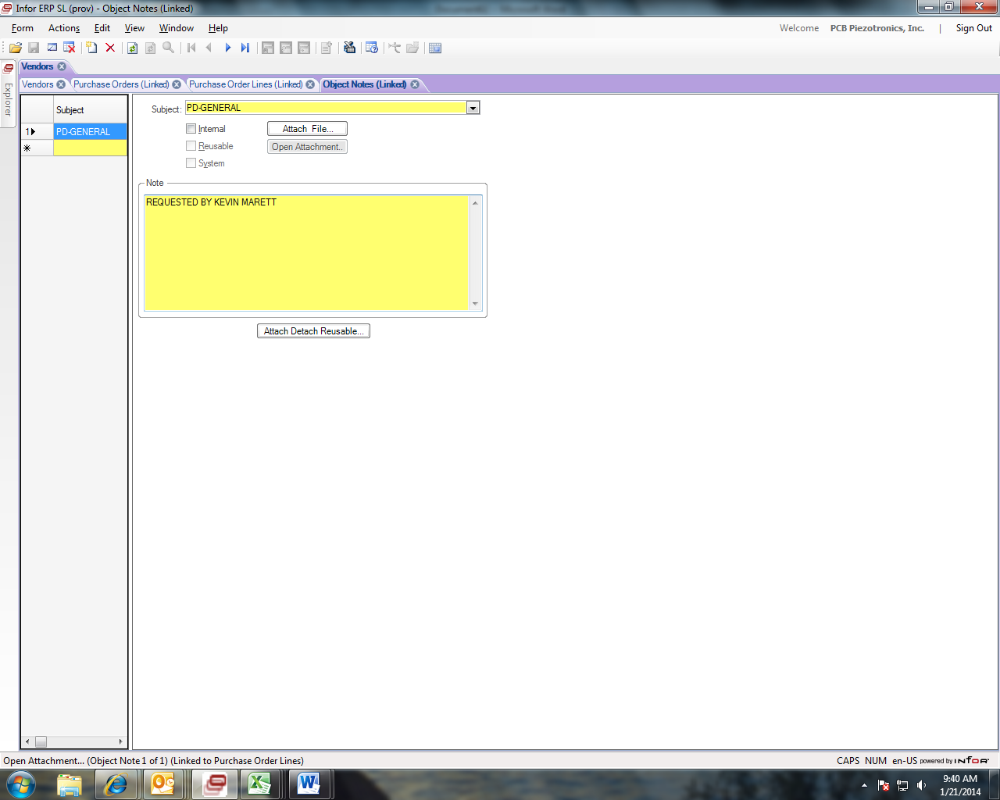 Infor ERP SL (prov) - Object Notes (Linked)
Form Actions Edit View Window Help
Welcome PCB Piezotronics, Inc. | Sign Out
Explorer
Vendors
Vendors Purchase Orders (Linked) Purchase Order Lines (Linked) Object Notes (Linked)
Subject
1 PD-GENERAL
Subject: PD-GENERAL
Internal
Attach File...
Reusable
Open Attachment..
System
Note
REQUESTED BY KEVIN MARETT
Attach Detach Reusable...
Open Attachment... (Object Note 1 of 1) (Linked to Purchase Order Lines)
CAPS NUM en-US powered by infor
9:40 AM
1/21/2014